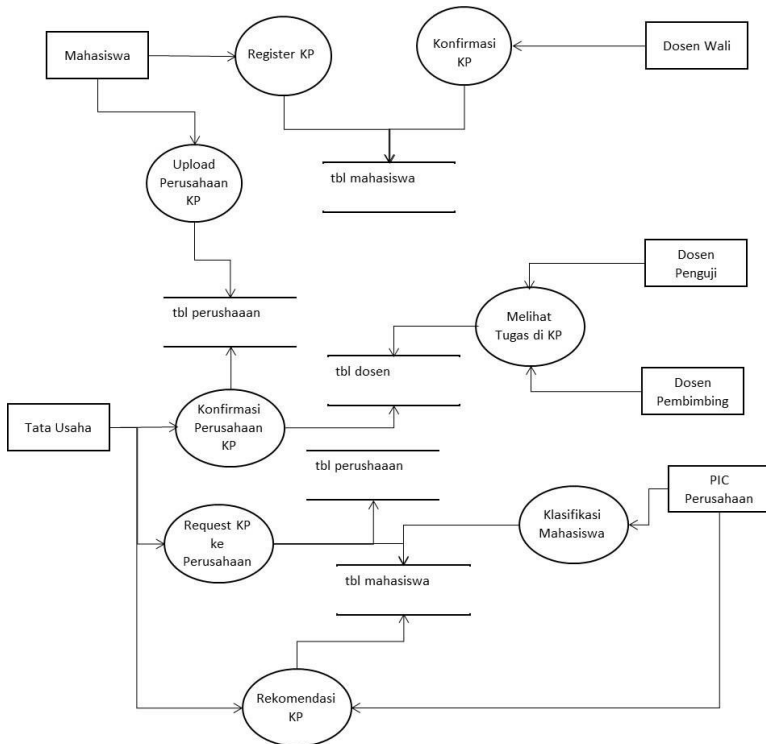 Mahasiswa
Register KP
Konfirmasi
KP
Dosen Wali
Upload
Perusahaan
KP
tbl mahasiswa
Dosen
Penguji
tbl perushaaan
Melihat
Tugas di KP
tbl dosen
Dosen
Pembimbing
Tata Usaha
Konfirmasi
Perusahaan
KP
tbl perushaaan
PIC
Perusahaan
Request KP
ke
Perusahaan
Klasifikasi
Mahasiswa
tbl mahasiswa
Rekomendasi
KP